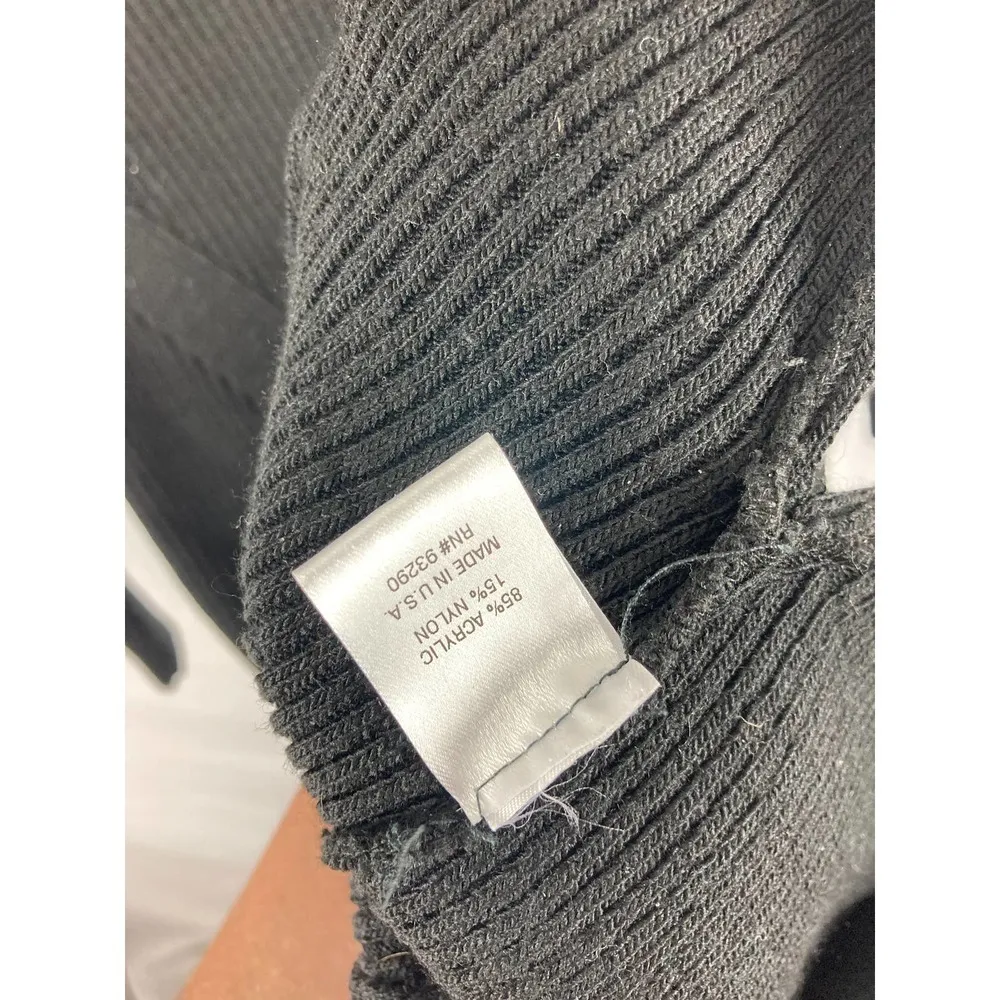 85% ACRYLIC
15% NYLON
MADE IN U.S.A.
RN# 93290